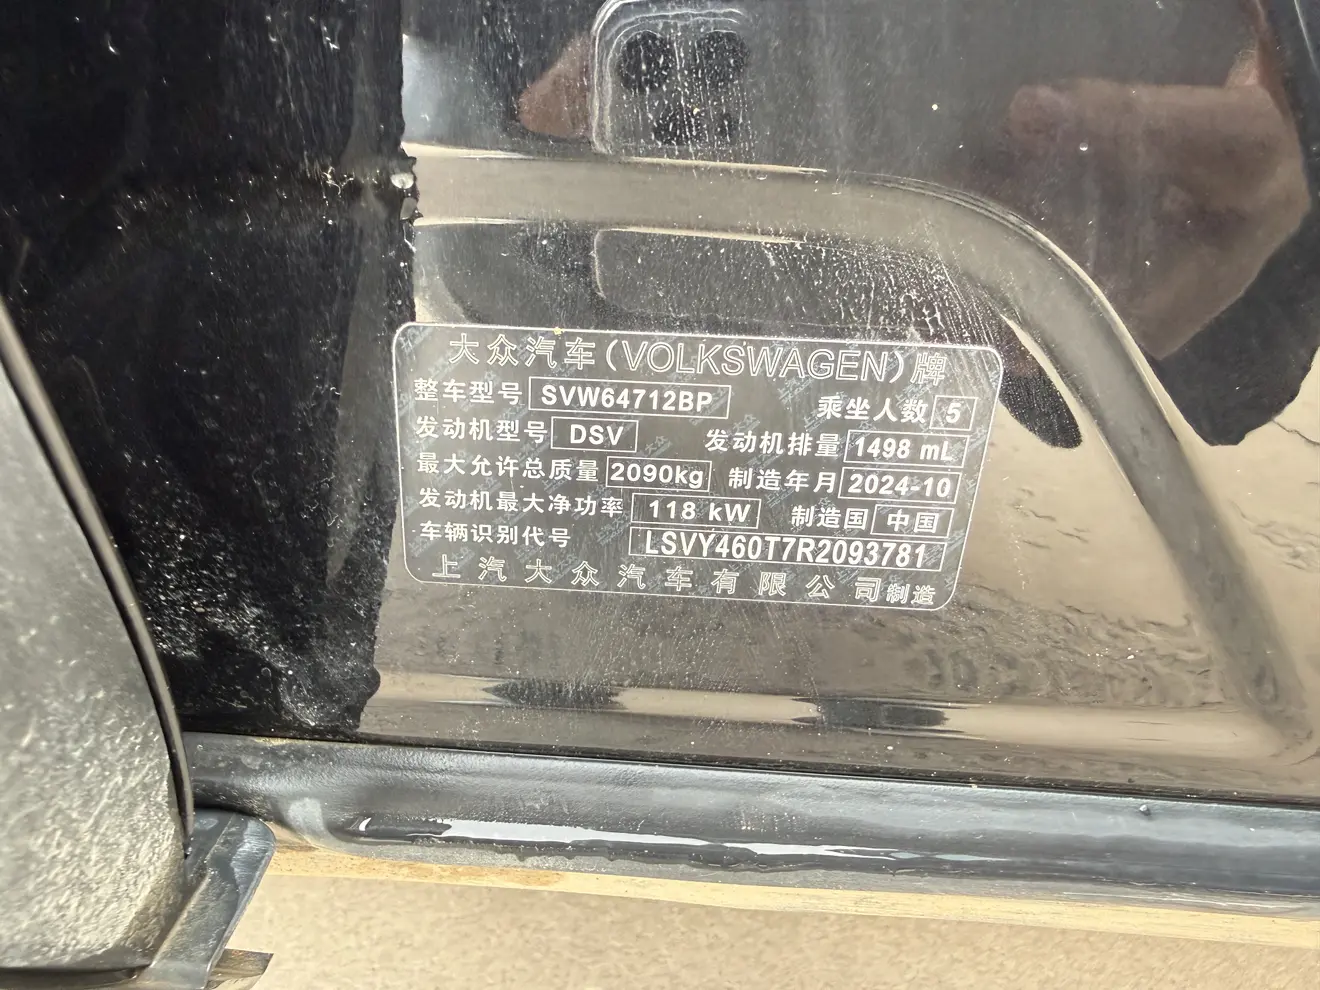 大众汽车(VOLKSWAGEN)牌
整车型号 SVW64712BP 乘坐人数 5
发动机型号 DSV 发动机排量 1498 mL
最大允许总质量 2090kg 制造年月 2024-10
发动机最大净功率 118 kW 制造国 中国
车辆识别代号 LSVY460T7R2093781
上汽大众汽车有限公司制造